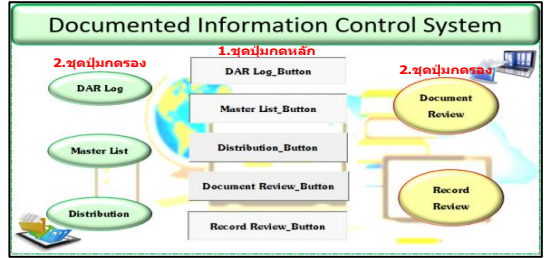 Documented Information Control System
1.ชุดปุ่มกดหลัก
2.ชุดปุ่มกดรอง
2.ชุดปุ่มกดรอง
DAR Log
DAR Log_Button
Document
Review
Master List_Button
Master List
Distribution_Button
Document Review_Button
Record
Review
Distribution
Record Review_Button